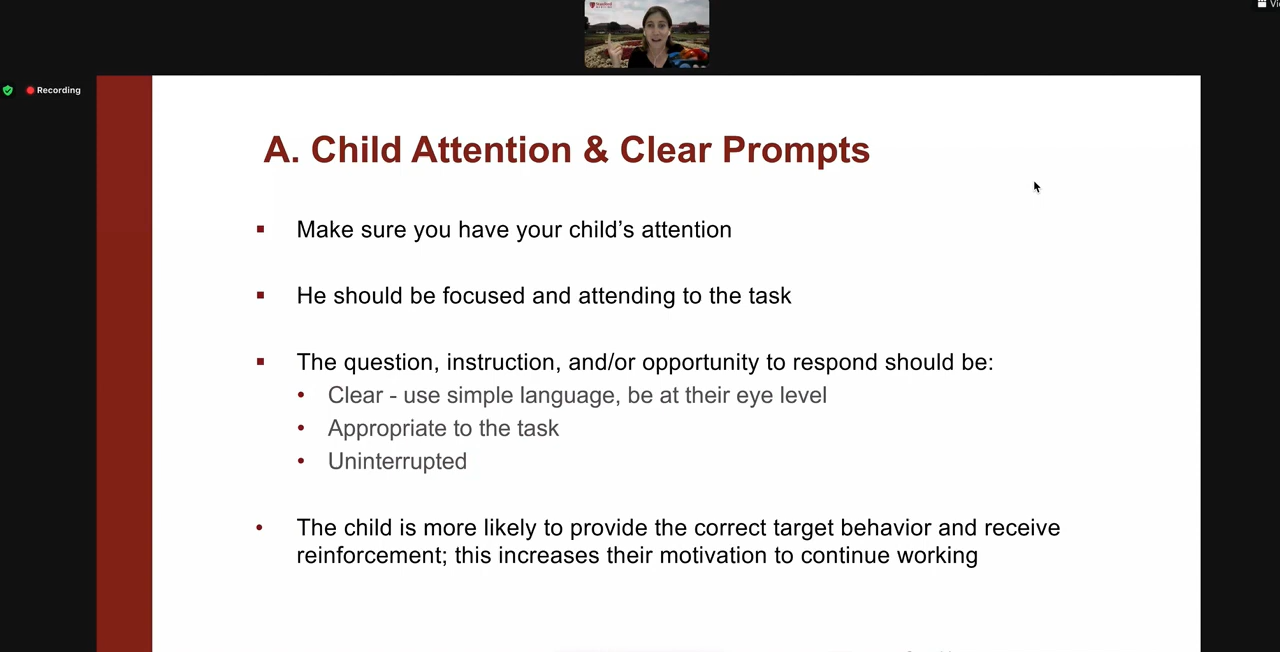 Recording
A. Child Attention & Clear Prompts
Make sure you have your child’s attention
He should be focused and attending to the task
The question, instruction, and/or opportunity to respond should be:
Clear - use simple language, be at their eye level
Appropriate to the task
Uninterrupted
The child is more likely to provide the correct target behavior and receive
reinforcement; this increases their motivation to continue working